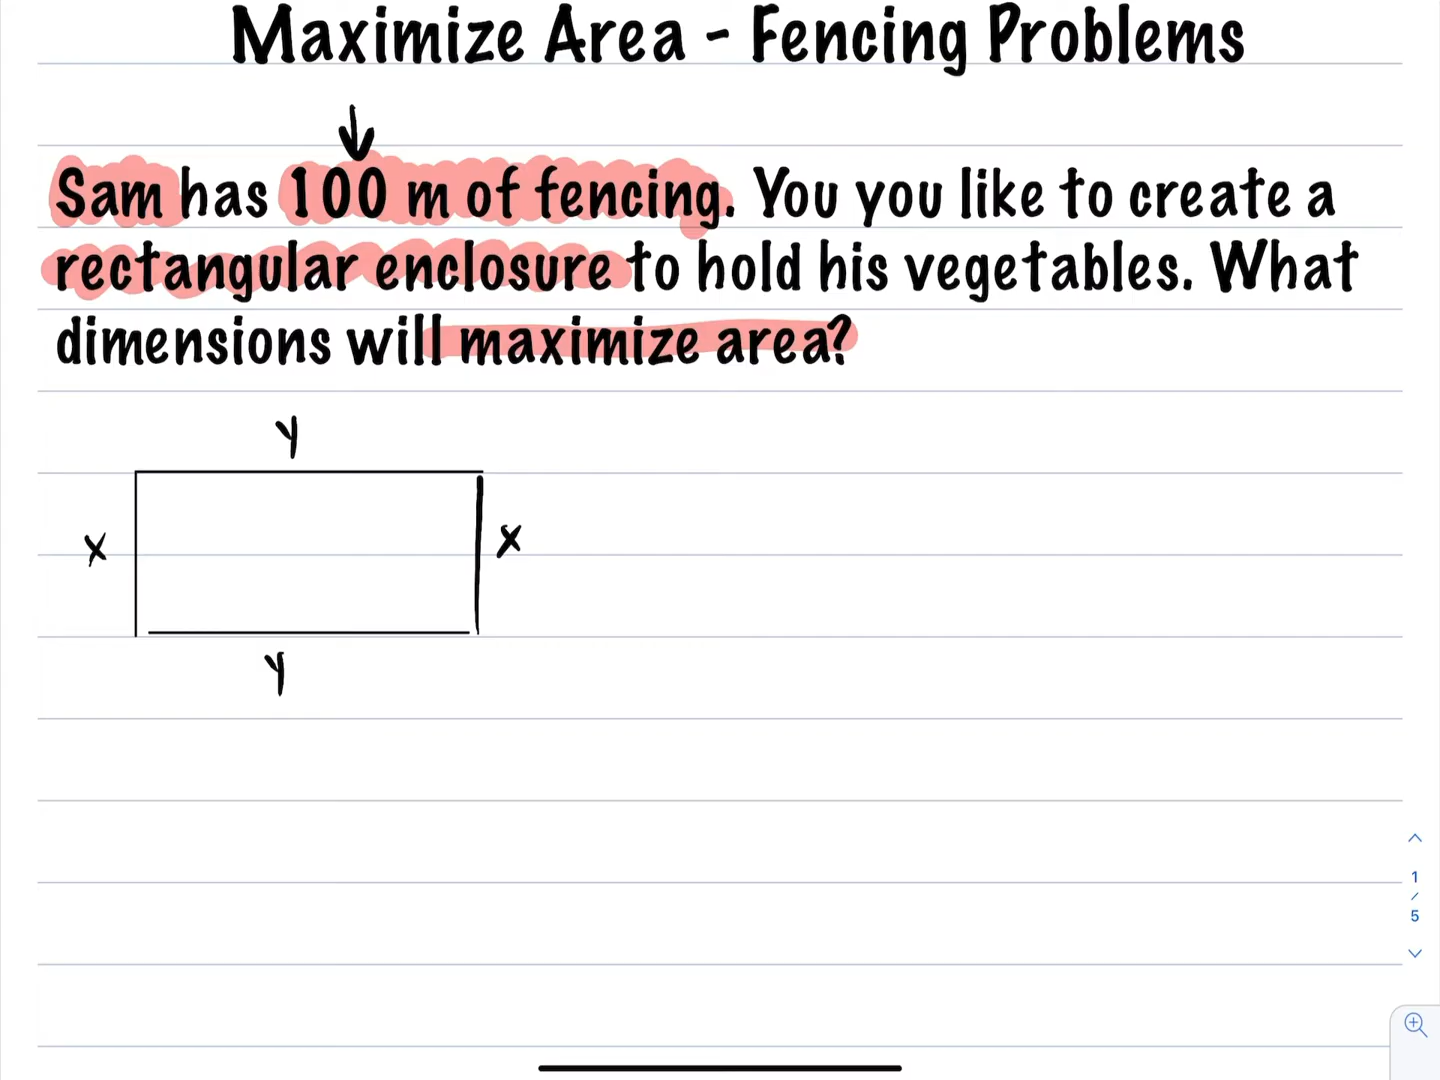 Maximize Area - Fencing Problems
Sam has 100 m of fencing. You you like to create a
rectangular enclosure to hold his vegetables. What
dimensions will maximize area?
y
x
x
y
1
/
5